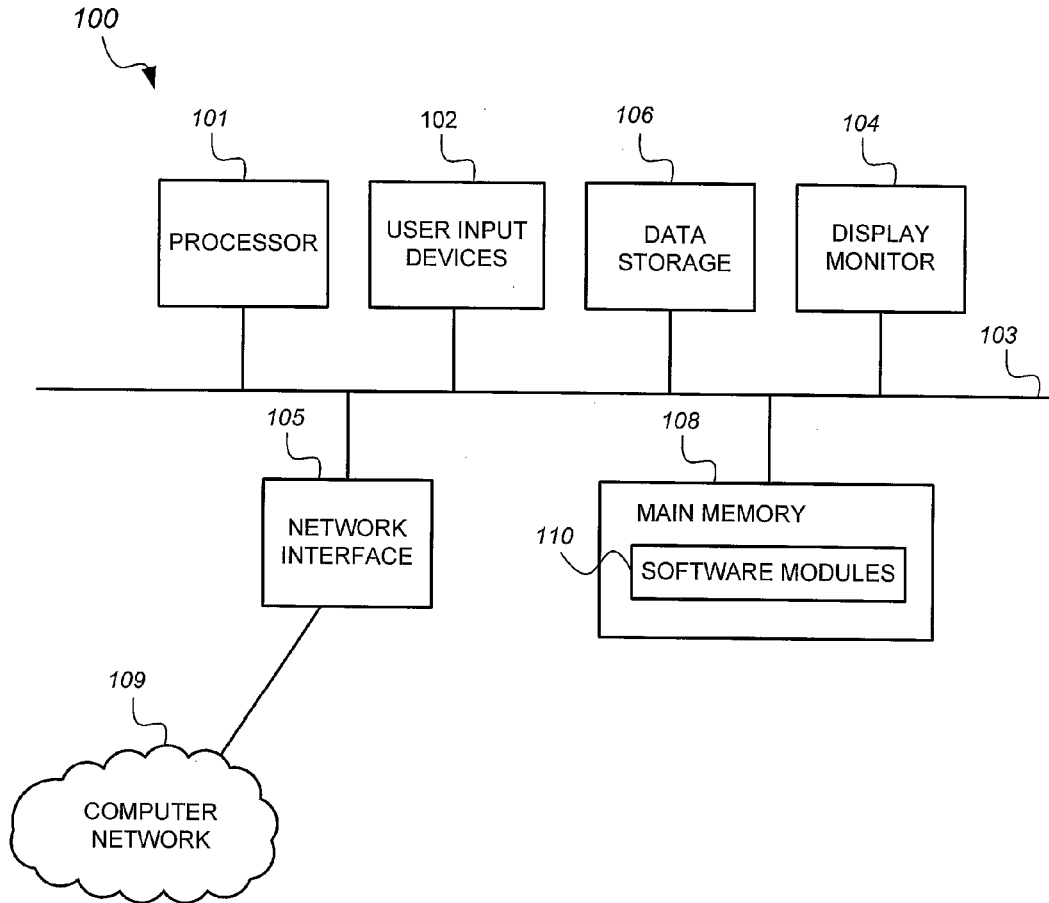 100
101
102
106
104
PROCESSOR
USER INPUT
DEVICES
DATA
STORAGE
DISPLAY
MONITOR
103
105
108
NETWORK
INTERFACE
MAIN MEMORY
110
SOFTWARE MODULES
109
COMPUTER
NETWORK